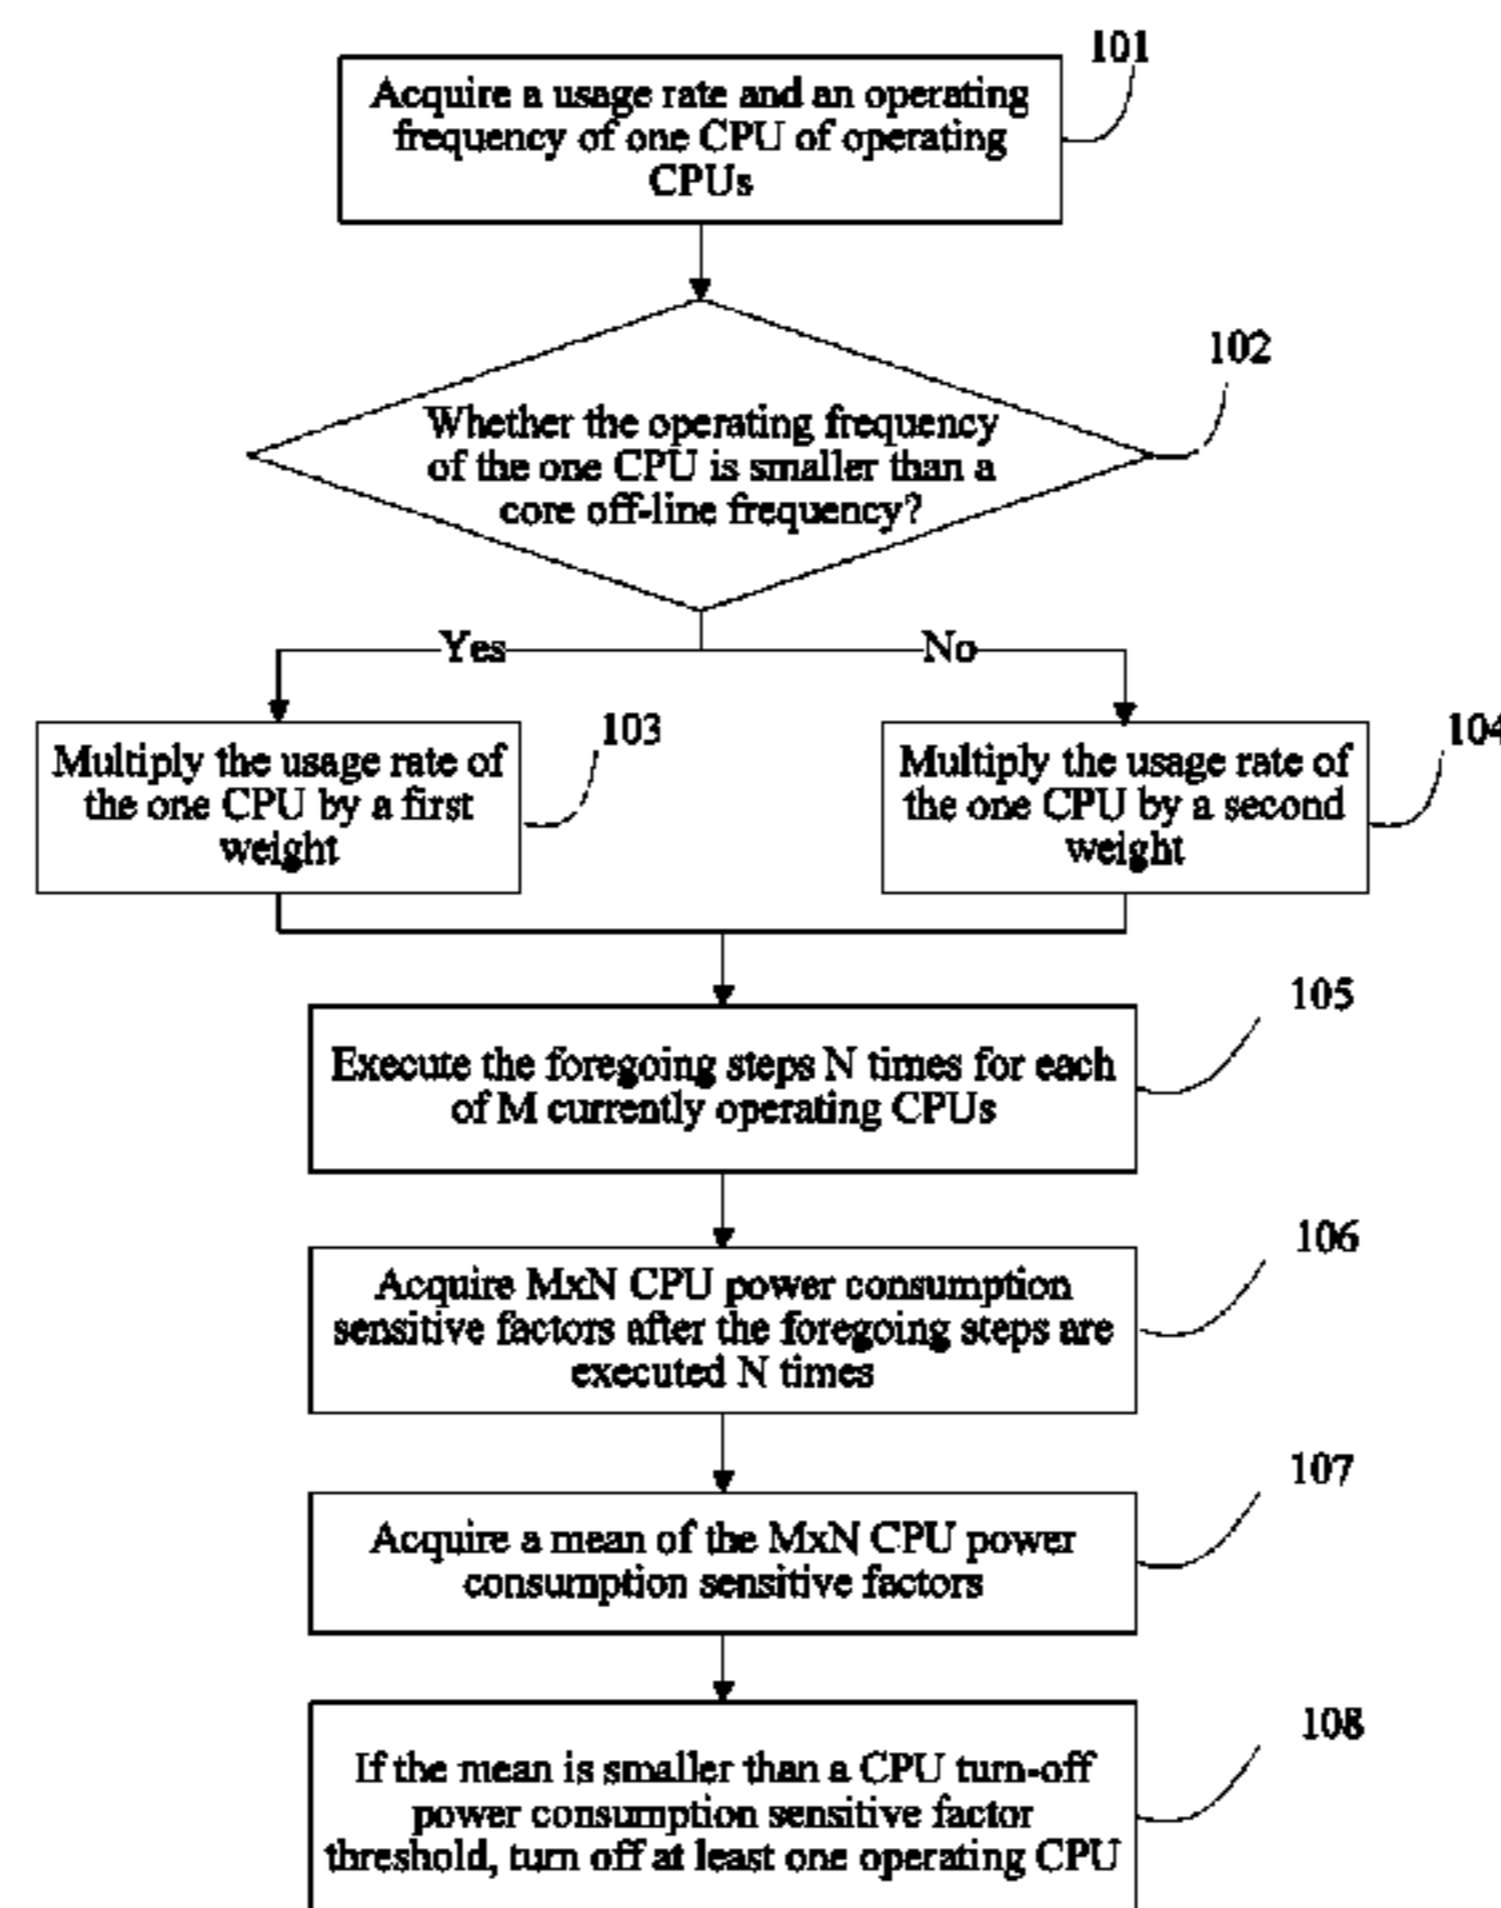 101
Acquire a usage rate and an operating
frequency of one CPU of operating
CPUs
102
Whether the operating frequency
of the one CPU is smaller than a
core off-line frequency?
Yes
No
103
Multiply the usage rate of
the one CPU by a first
weight
104
Multiply the usage rate of
the one CPU by a second
weight
105
Execute the foregoing steps N times for each
of M currently operating CPUs
106
Acquire MxN CPU power consumption
sensitive factors after the foregoing steps are
executed N times
107
Acquire a mean of the MxN CPU power
consumption sensitive factors
108
If the mean is smaller than a CPU turn-off
power consumption sensitive factor
threshold, turn off at least one operating CPU